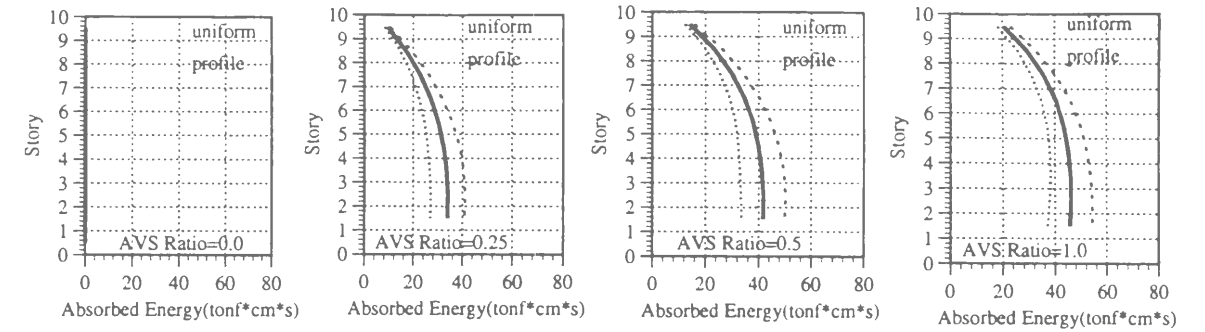 10
9
8
7
6
5
4
3
2
1
0
Story
uniform
profile
AVS Ratio=0.0
0 20 40 60 80
Absorbed Energy(tonf*cm*s)
10
9
8
7
6
5
4
3
2
1
0
Story
uniform
profile
AVS Ratio=0.25
0 20 40 60 80
Absorbed Energy(tonf*cm*s)
10
9
8
7
6
5
4
3
2
1
0
Story
uniform
profile
AVS Ratio=0.5
0 20 40 60 80
Absorbed Energy(tonf*cm*s)
10
9
8
7
6
5
4
3
2
1
0
Story
uniform
profile
AVS Ratio=1.0
0 20 40 60 80
Absorbed Energy(tonf*cm*s)